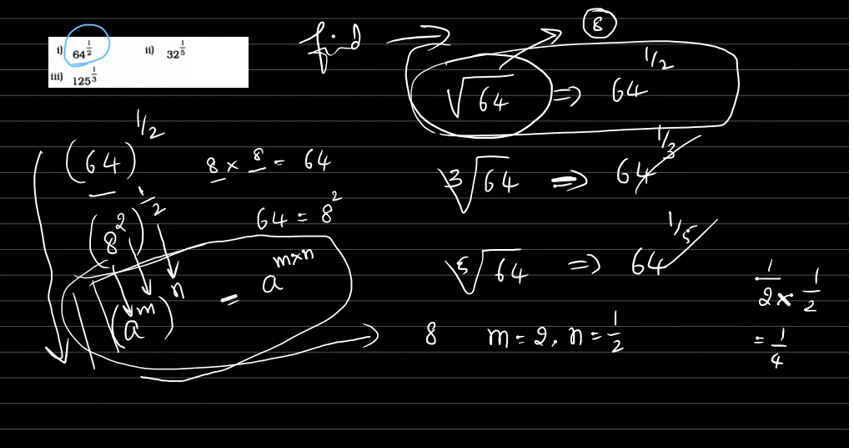 i) 64^{1/2} ii) 32^{1/5}
iii) 125^{1/3}
find → √64 ⇒ 64^{1/2}
8
(64)^{1/2} 8 × 8 = 64
∛64 ⇒ 64^{1/3}
(8^2)^{1/2} 64 = 8^2
⁵√64 ⇒ 64^{1/5}
(a^m)^n = a^{m×n}
8 m = 2, n = 1/2
1/2 × 1/2
= 1/4